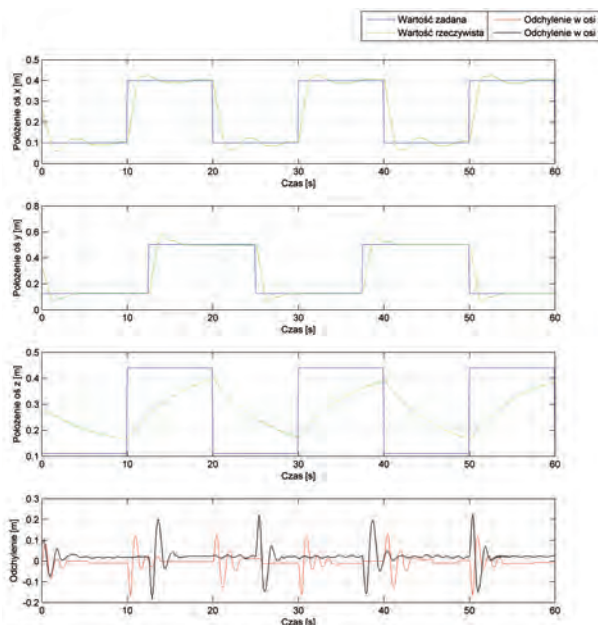 Wartość zadana
Wartość rzeczywista
Odchylenie w osi
Odchylenie w osi
Położenie oś x [m]
0.5
0.4
0.3
0.2
0.1
0
0 10 20 30 40 50 60
Czas [s]
Położenie oś y [m]
0.8
0.6
0.4
0.2
0
0 10 20 30 40 50 60
Czas [s]
Położenie oś z [m]
0.5
0.4
0.3
0.2
0.1
0 10 20 30 40 50 60
Czas [s]
Odchylenie [m]
0.3
0.2
0.1
0
-0.1
-0.2
0 10 20 30 40 50 60
Czas [s]